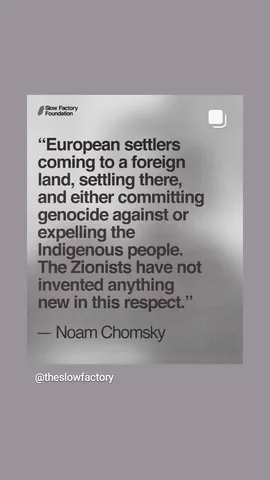 Slow Factory
Foundation
“European settlers
coming to a foreign
land, settling there,
and either committing
genocide against or
expelling the
Indigenous people.
The Zionists have not
invented anything
new in this respect.”
— Noam Chomsky
@theslowfactory